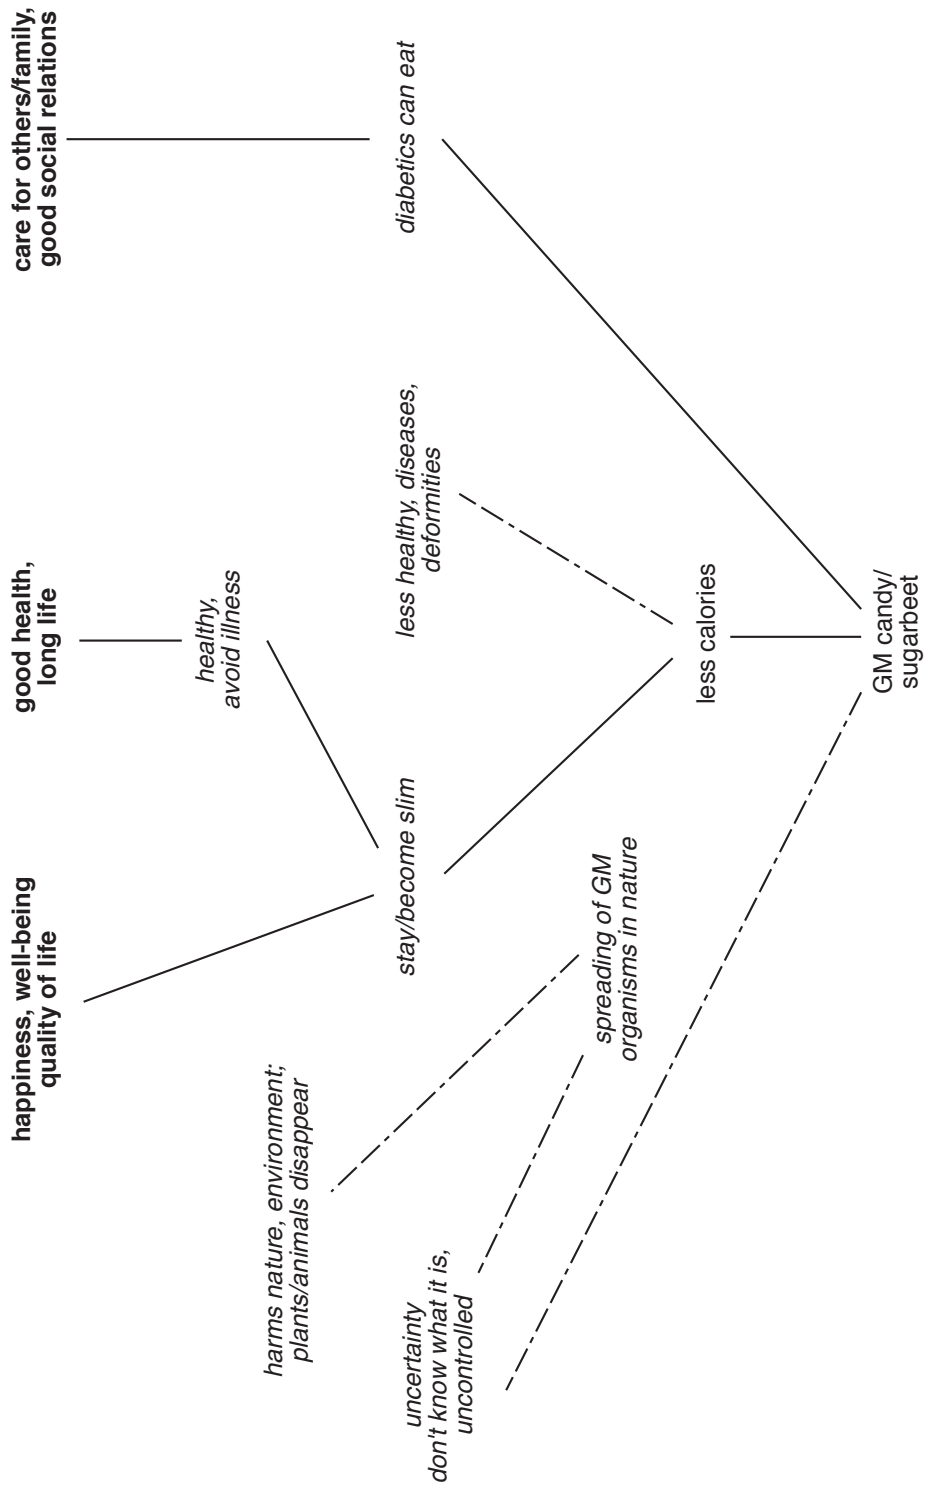 happiness, well-being
quality of life
good health,
long life
care for others/family,
good social relations
healthy,
avoid illness
harms nature, environment;
plants/animals disappear
uncertainty
don't know what it is,
uncontrolled
stay/become slim
less healthy, diseases,
deformities
diabetics can eat
spreading of GM
organisms in nature
less calories
GM candy/
sugarbeet